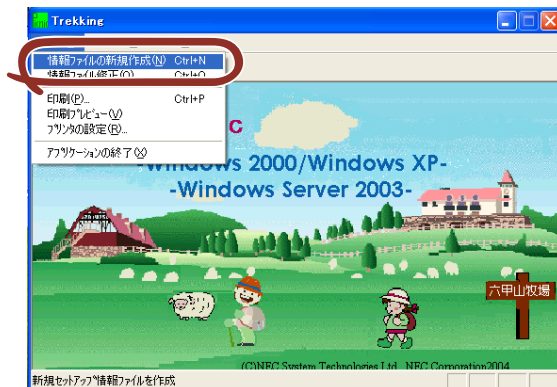 Trekking
情報ファイルの新規作成(N) Ctrl+N
情報ファイル修正(O) Ctrl+O
印刷(P)... Ctrl+P
印刷プレビュー(V)
プリンタの設定(R)...
アプリケーションの終了(X)
C
-Windows 2000/Windows XP-
-Windows Server 2003-
六甲山牧場
(C)NEC System Technologies Ltd., NEC Corporation2004
新規セットアップ情報ファイルを作成